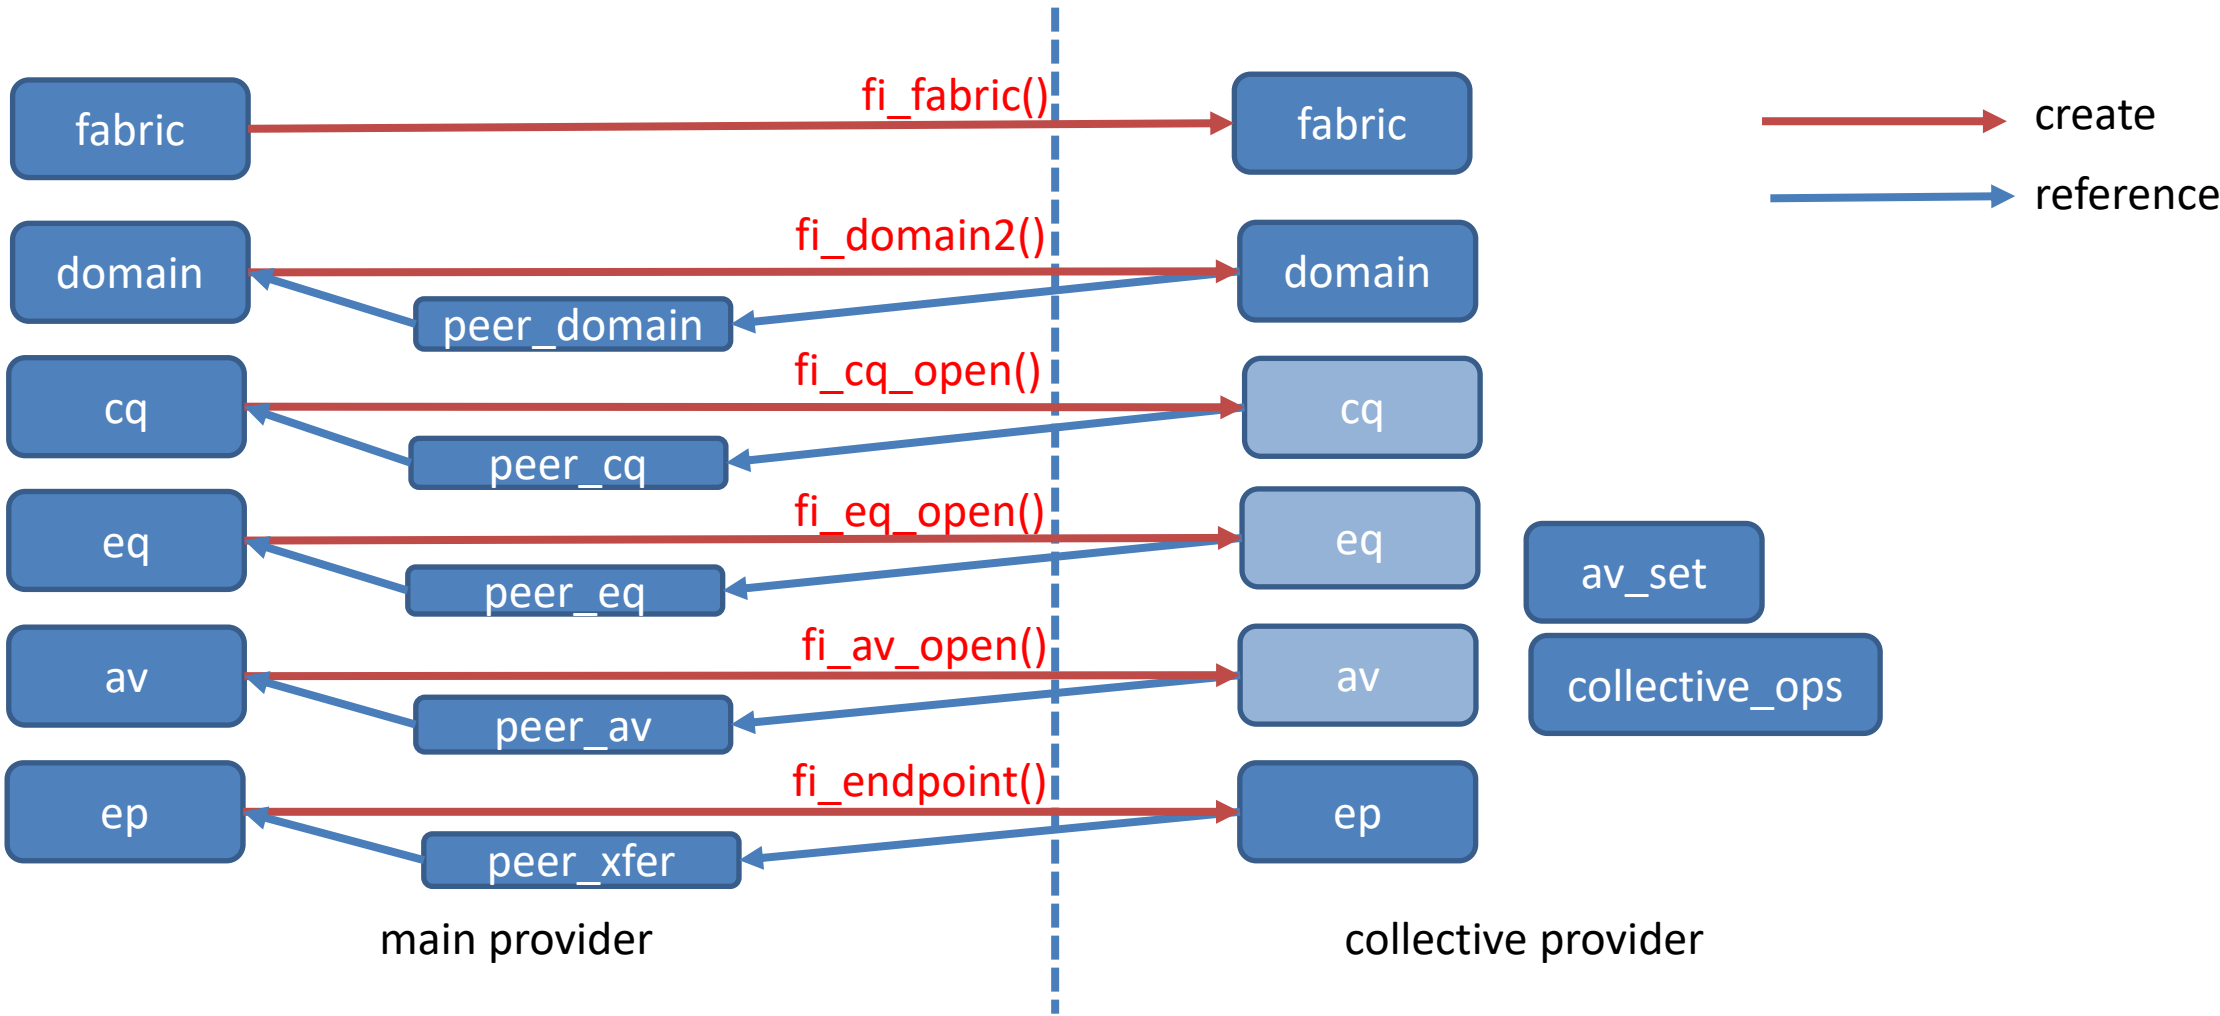 fabric
fi_fabric()
fabric
create
reference
domain
fi_domain2()
domain
peer_domain
cq
fi_cq_open()
cq
peer_cq
eq
fi_eq_open()
eq
peer_eq
av_set
av
fi_av_open()
av
peer_av
collective_ops
ep
fi_endpoint()
ep
peer_xfer
main provider
collective provider